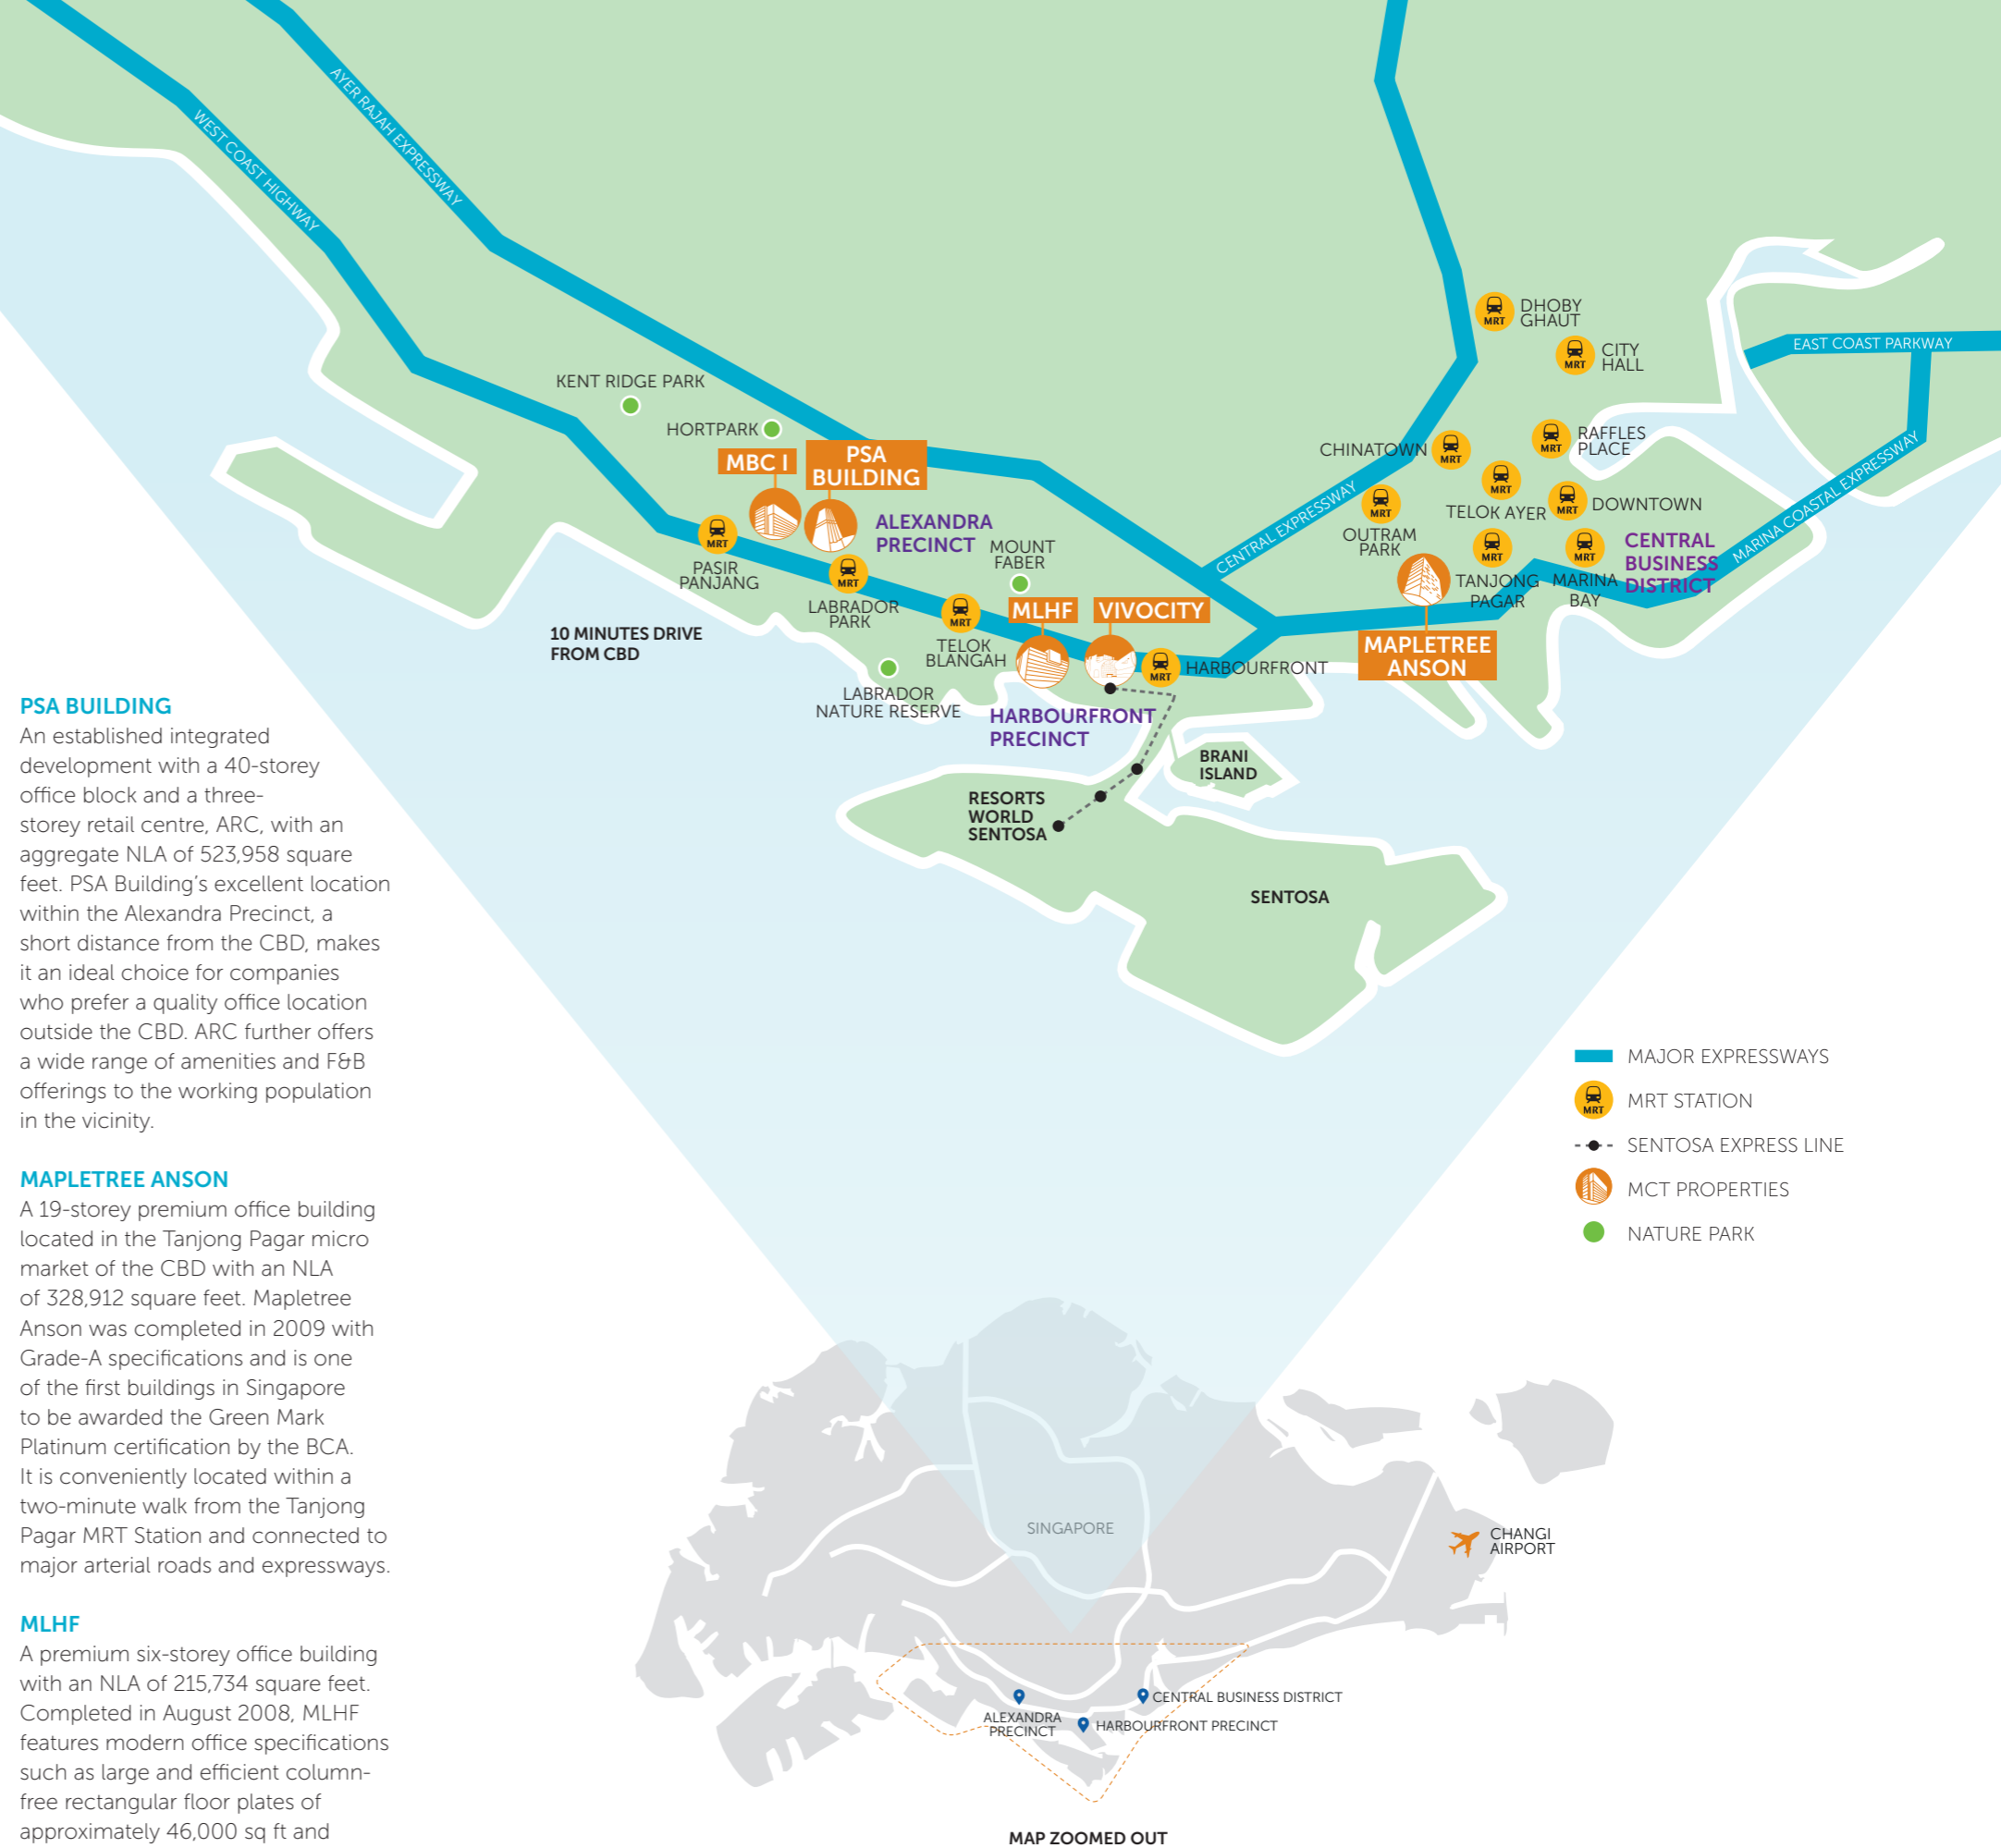 AYER RAJAH EXPRESSWAY
WEST COAST HIGHWAY
DHOBY
GHAUT
CITY
HALL
EAST COAST PARKWAY
KENT RIDGE PARK
HORTPARK
MBC I
PSA
BUILDING
CHINATOWN
RAFFLES
PLACE
MARINA COASTAL EXPRESSWAY
CENTRAL EXPRESSWAY
TELOK AYER
DOWNTOWN
ALEXANDRA
PRECINCT
OUTRAM
PARK
CENTRAL
BUSINESS
DISTRICT
MOUNT
FABER
PASIR
PANJANG
TANJONG
PAGAR
MARINA
BAY
LABRADOR
PARK
MLHF
VIVOCITY
10 MINUTES DRIVE
FROM CBD
TELOK
BLANGAH
MAPLETREE
ANSON
HARBOURFRONT
LABRADOR
NATURE RESERVE
HARBOURFRONT
PRECINCT
BRANI
ISLAND
RESORTS
WORLD
SENTOSA
SENTOSA
MRT
MRT
MRT
MRT
MRT
MRT
MRT
MRT
MRT
MRT
MRT
MRT
MRT
PSA BUILDING
An established integrated
development with a 40-storey
office block and a three-
storey retail centre, ARC, with an
aggregate NLA of 523,958 square
feet. PSA Building’s excellent location
within the Alexandra Precinct, a
short distance from the CBD, makes
it an ideal choice for companies
who prefer a quality office location
outside the CBD. ARC further offers
a wide range of amenities and F&B
offerings to the working population
in the vicinity.
MAPLETREE ANSON
A 19-storey premium office building
located in the Tanjong Pagar micro
market of the CBD with an NLA
of 328,912 square feet. Mapletree
Anson was completed in 2009 with
Grade-A specifications and is one
of the first buildings in Singapore
to be awarded the Green Mark
Platinum certification by the BCA.
It is conveniently located within a
two-minute walk from the Tanjong
Pagar MRT Station and connected to
major arterial roads and expressways.
MLHF
A premium six-storey office building
with an NLA of 215,734 square feet.
Completed in August 2008, MLHF
features modern office specifications
such as large and efficient column-
free rectangular floor plates of
approximately 46,000 sq ft and
MAJOR EXPRESSWAYS
MRT
MRT STATION
SENTOSA EXPRESS LINE
MCT PROPERTIES
NATURE PARK
SINGAPORE
CHANGI
AIRPORT
CENTRAL BUSINESS DISTRICT
ALEXANDRA
PRECINCT
HARBOURFRONT PRECINCT
MAP ZOOMED OUT